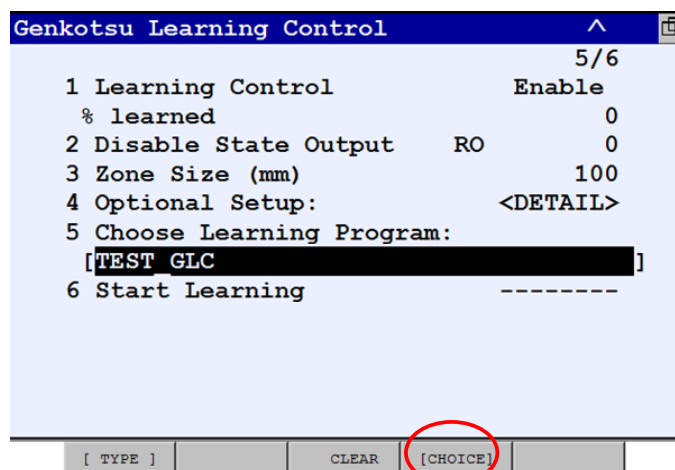 Genkotsu Learning Control ^
5/6
1 Learning Control Enable
% learned 0
2 Disable State Output RO 0
3 Zone Size (mm) 100
4 Optional Setup: <DETAIL>
5 Choose Learning Program:
[TEST_GLC ]
6 Start Learning --------
[ TYPE ] CLEAR [CHOICE]